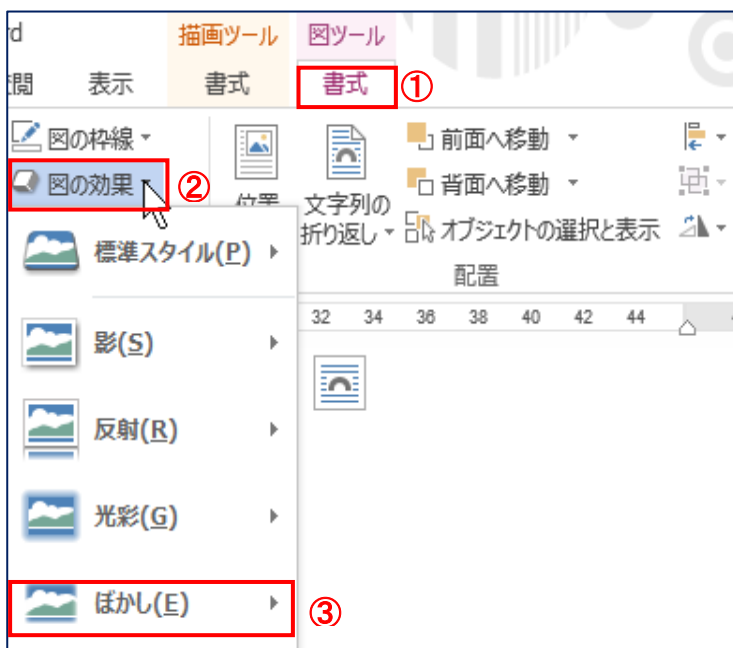 rd 描画ツール 図ツール
閲 表示 書式 書式 ①
図の枠線 前面へ移動
図の効果 ② 位置 文字列の 背面へ移動
折り返し オブジェクトの選択と表示
標準スタイル(P) 配置
32 34 36 38 40 42 44
影(S)
反射(R)
光彩(G)
ぼかし(E) ③